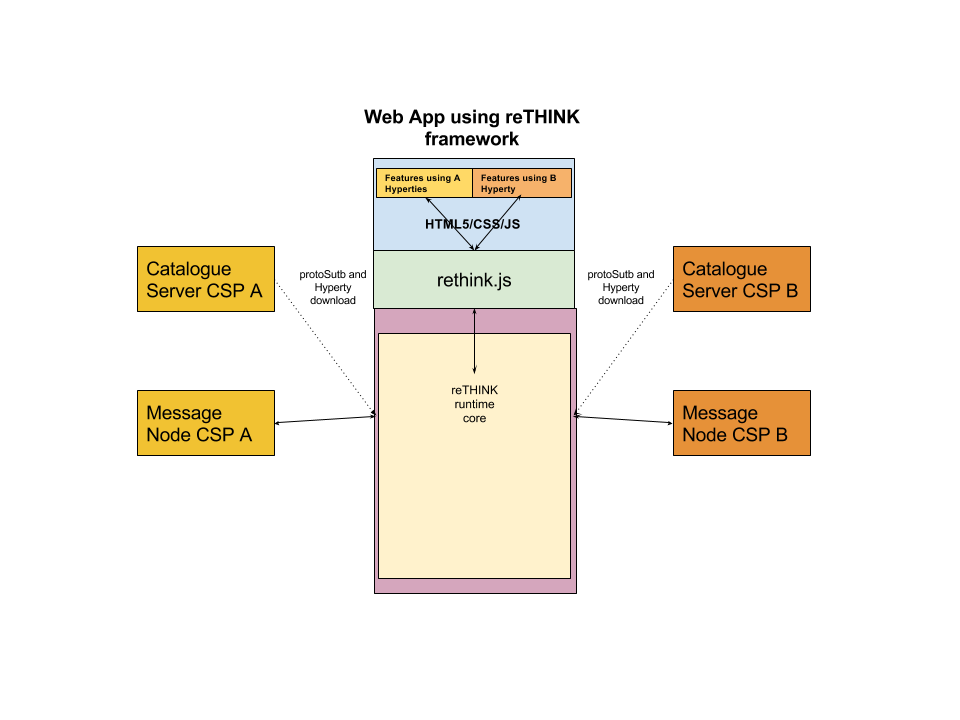 Web App using reTHINK
framework
Features using A
Hyperties
Features using B
Hyperty
HTML5/CSS/JS
Catalogue
Server CSP A
protoSutb and
Hyperty
download
rethink.js
protoSutb and
Hyperty
download
Catalogue
Server CSP B
reTHINK
runtime
core
Message
Node CSP A
Message
Node CSP B